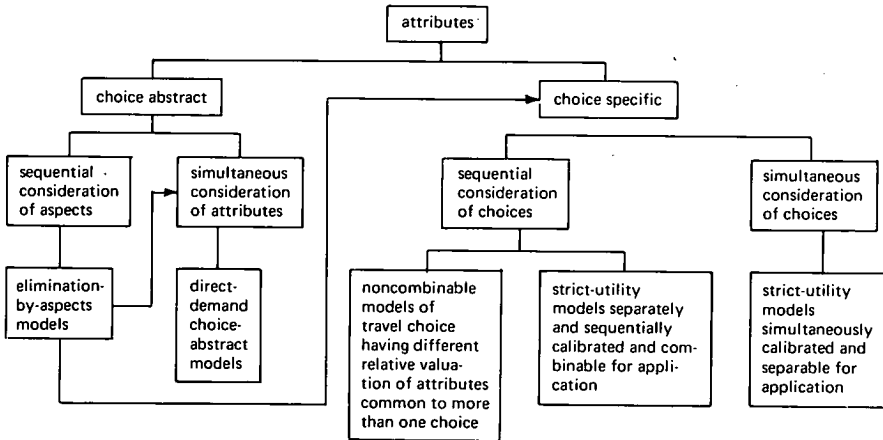 attributes
choice abstract
choice specific
sequential
consideration
of aspects
simultaneous
consideration
of attributes
sequential
consideration
of choices
simultaneous
consideration
of choices
elimination-
by-aspects
models
direct-
demand
choice-
abstract
models
noncombinable
models of
travel choice
having different
relative valua-
tion of attributes
common to more
than one choice
strict-utility
models separately
and sequentially
calibrated and com-
binable for appli-
cation
strict-utility
models
simultaneously
calibrated and
separable for
application